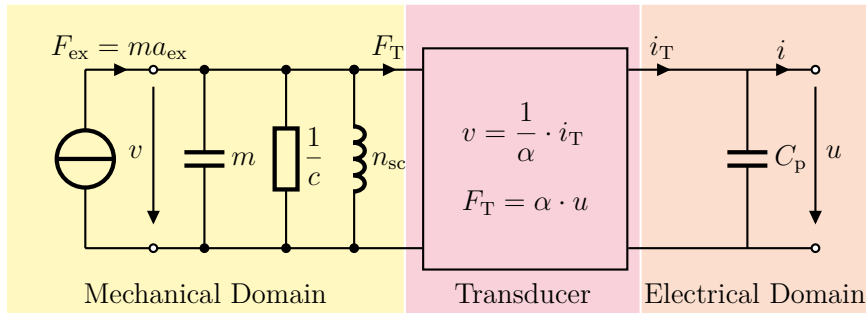 F_ex = ma_ex
F_T
i_T
i
v
m
1/c
n_sc
v = 1/α · i_T
F_T = α · u
C_p
u
Mechanical Domain
Transducer
Electrical Domain